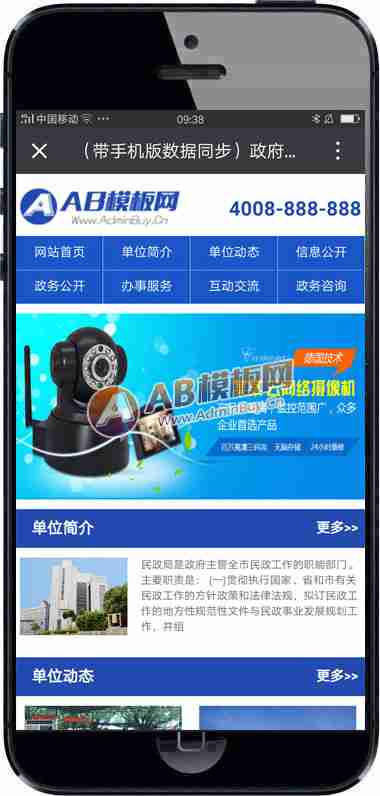 中国移动
09:38
（带手机版数据同步）政府...
AB模板网
Www.AdminBuy.Cn
4008-888-888
网站首页 单位简介 单位动态 信息公开
政务公开 办事服务 互动交流 政务咨询
德国技术
网络摄像机
AB模板网
www.AdminBuy.cn
监控范围广，众多
企业首选产品
24小时
单位简介 更多>>
民政局是政府主管全市民政工作的职能部门。
主要职责是： (一)贯彻执行国家、省和市有关
民政工作的方针政策和法律法规，拟订民政工
作的地方性规范性文件与民政事业发展规划工
作，并组
单位动态 更多>>